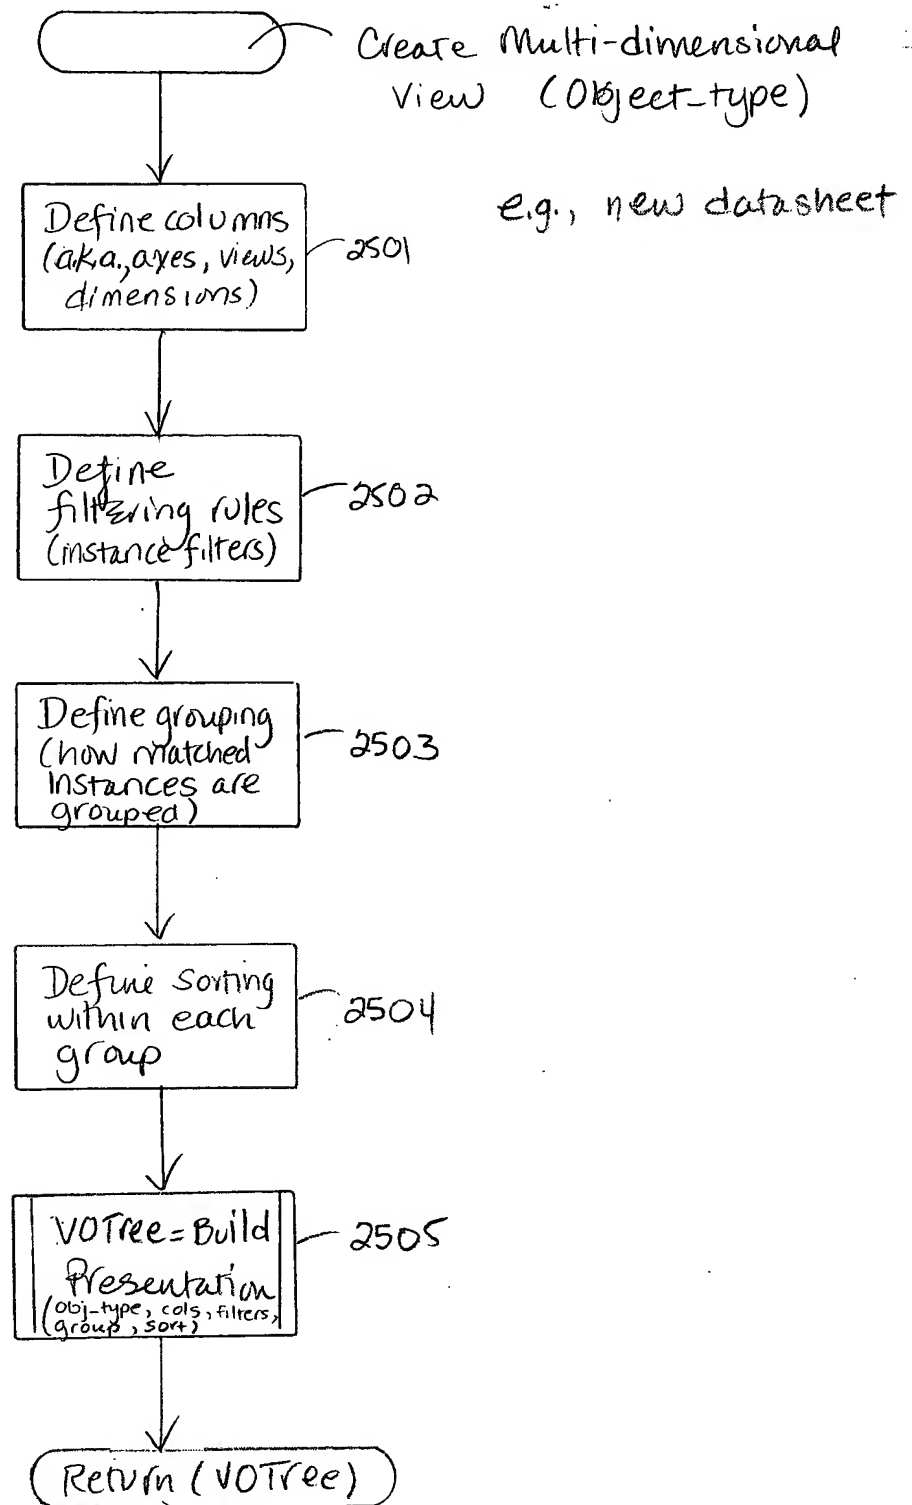 Create Multi-dimensional
View (Object-type)
e.g., new datasheet
Define columns
(a.k.a., axes, views,
dimensions)
2501
Define
filtering rules
(instance filters)
2502
Define grouping
(how matched
instances are
grouped)
2503
Define sorting
within each
group
2504
VOTree = Build
Presentation
(obj-type, cols, filters,
group, sort)
2505
Return (VOTree)